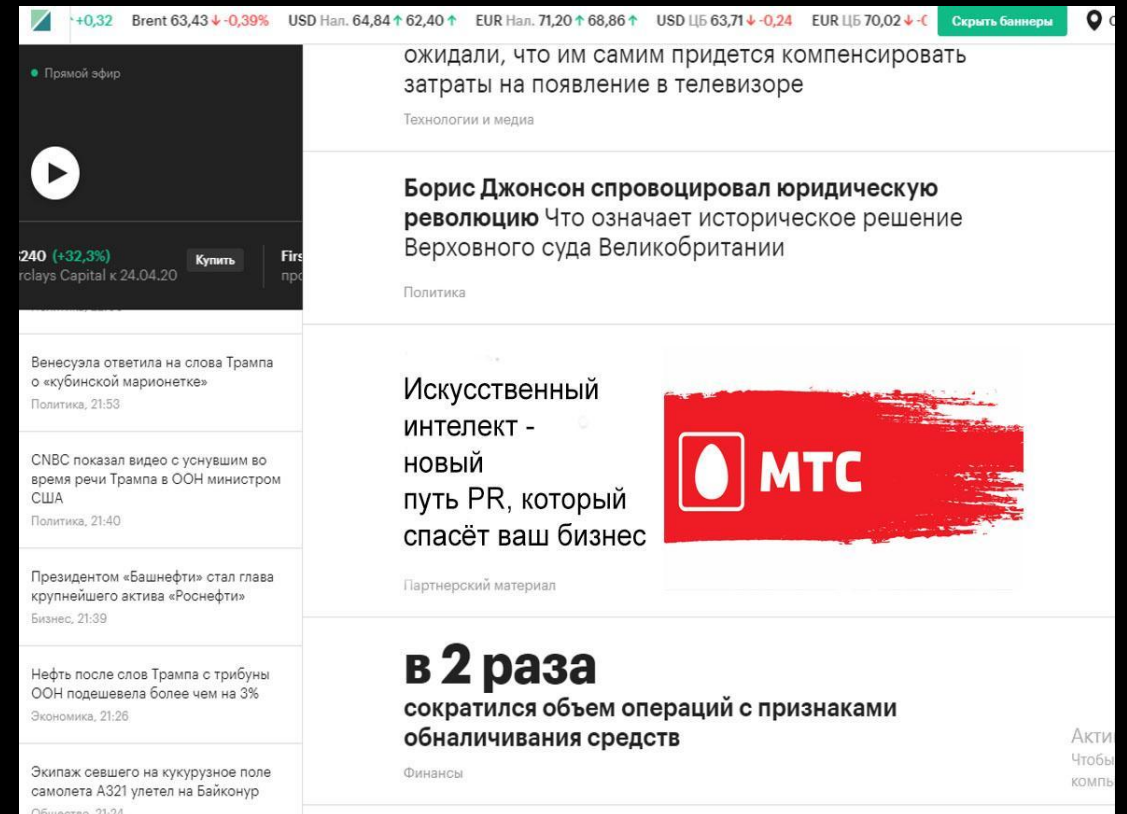 +0,32 Brent 63,43 ↓ -0,39% USD Нал. 64,84 ↑ 62,40 ↑ EUR Нал. 71,20 ↑ 68,86 ↑ USD ЦБ 63,71 ↓ -0,24 EUR ЦБ 70,02 ↓ Скрыть баннеры
Прямой эфир
240 (+32,3%) Купить
Capital к 24.04.20
Венесуэла ответила на слова Трампа
о «кубинской марионетке»
Политика, 21:53
CNBC показал видео с уснувшим во
время речи Трампа в ООН министром
США
Политика, 21:40
Президентом «Башнефти» стал глава
крупнейшего актива «Роснефти»
Бизнес, 21:39
Нефть после слов Трампа с трибуны
ООН подешевела более чем на 3%
Экономика, 21:26
Экипаж севшего на кукурузное поле
самолета А321 улетел на Байконур
Общество, 21:24
ожидали, что им самим придется компенсировать
затраты на появление в телевизоре
Технологии и медиа
Борис Джонсон спровоцировал юридическую
революцию Что означает историческое решение
Верховного суда Великобритании
Политика
Искусственный
интелект -
новый
путь PR, который
спасёт ваш бизнес
Партнерский материал
МТС
в 2 раза
сократился объем операций с признаками
обналичивания средств
Финансы
Чтобы